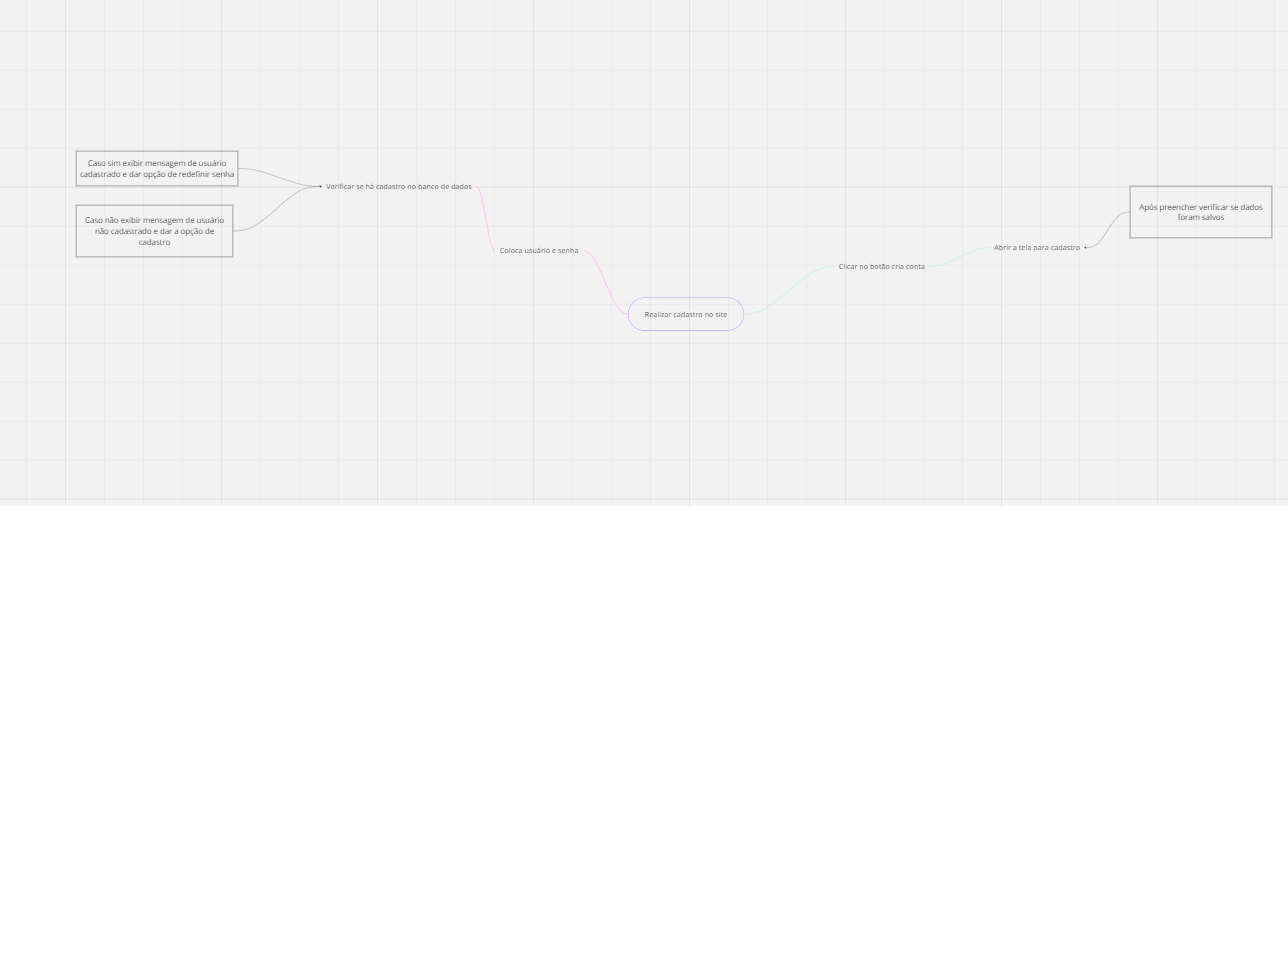 Caso sim exibir mensagem de usuário
cadastrado e dar opção de redefinir senha
Caso não exibir mensagem de usuário
não cadastrado e dar a opção de
cadastro
Verificar se há cadastro no banco de dados
Coloca usuário e senha
Realizar cadastro no site
Clicar no botão cria conta
Abrir a tela para cadastro
Após preencher verificar se dados
foram salvos